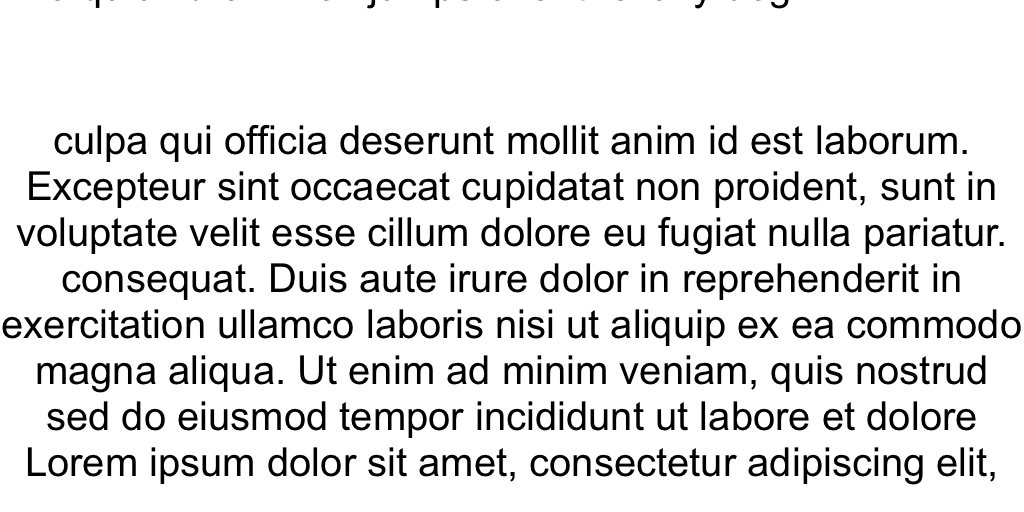 culpa qui officia deserunt mollit anim id est laborum.
Excepteur sint occaecat cupidatat non proident, sunt in
voluptate velit esse cillum dolore eu fugiat nulla pariatur.
consequat. Duis aute irure dolor in reprehenderit in
exercitation ullamco laboris nisi ut aliquip ex ea commodo
magna aliqua. Ut enim ad minim veniam, quis nostrud
sed do eiusmod tempor incididunt ut labore et dolore
Lorem ipsum dolor sit amet, consectetur adipiscing elit,